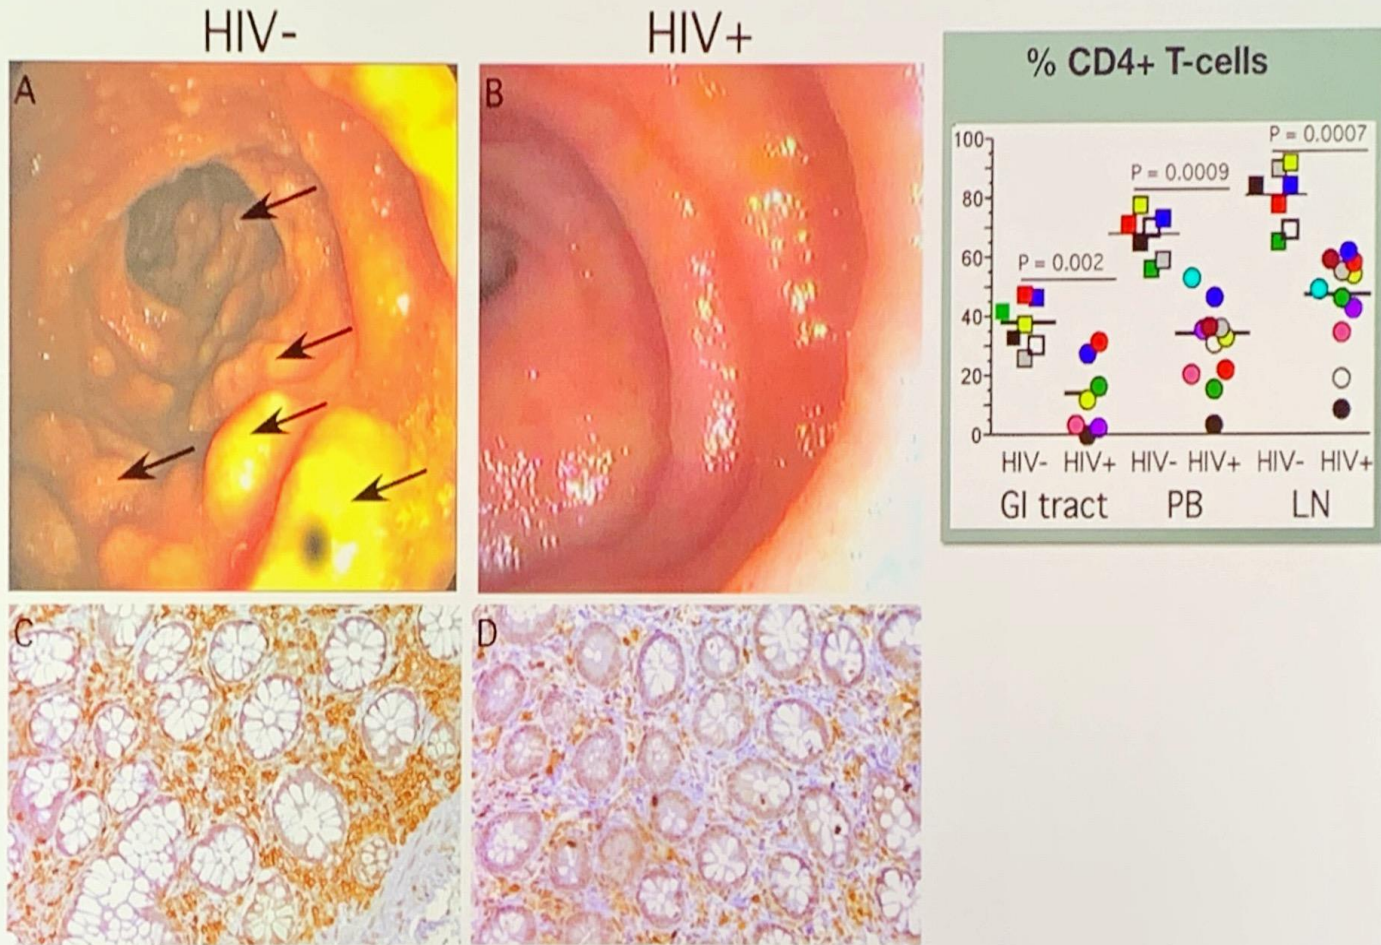 HIV-
HIV+
A
B
C
D
% CD4+ T-cells
P = 0.0007
P = 0.0009
P = 0.002
100
80
60
40
20
0
HIV- HIV+ HIV- HIV+ HIV- HIV+
GI tract PB LN